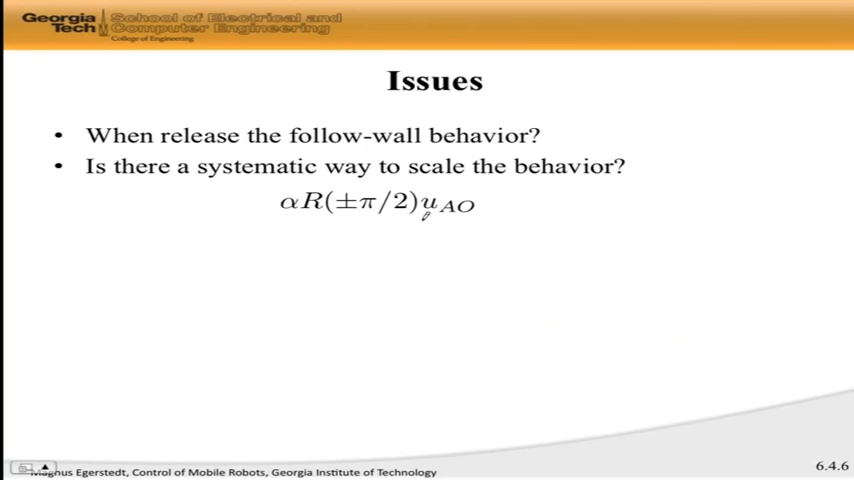 Georgia Tech School of Electrical and Computer Engineering
College of Engineering
Issues
• When release the follow-wall behavior?
• Is there a systematic way to scale the behavior?
αR(±π/2)u_{AO}
Magnus Egerstedt, Control of Mobile Robots, Georgia Institute of Technology
6.4.6